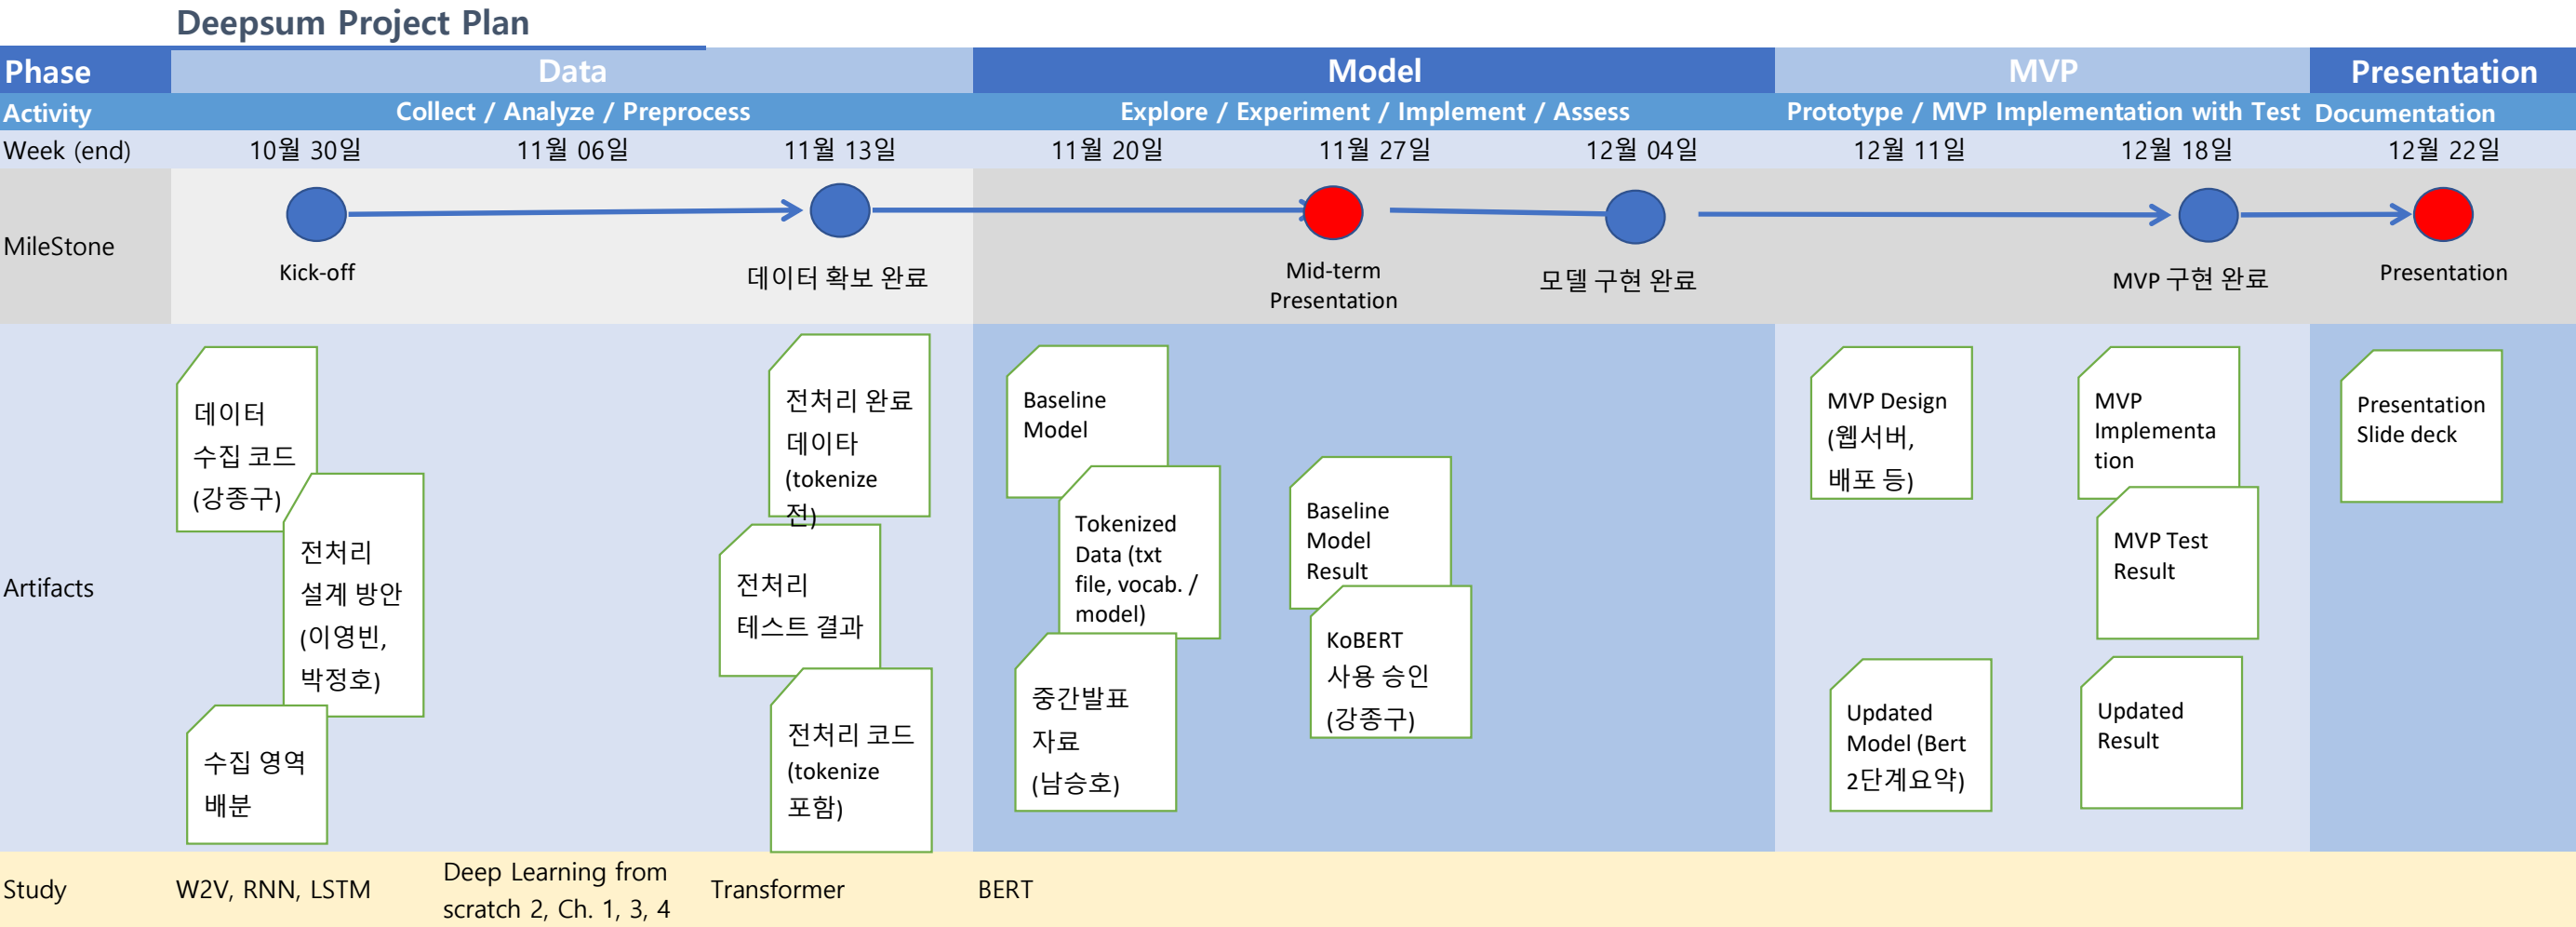 Deepsum Project Plan
Phase
Data
Model
MVP
Presentation
Activity
Collect / Analyze / Preprocess
Explore / Experiment / Implement / Assess
Prototype / MVP Implementation with Test
Documentation
Week (end)
10월 30일
11월 06일
11월 13일
11월 20일
11월 27일
12월 04일
12월 11일
12월 18일
12월 22일
MileStone
Kick-off
데이터 확보 완료
Mid-term
Presentation
모델 구현 완료
MVP 구현 완료
Presentation
Artifacts
데이터
수집 코드
(강종구)
전처리
설계 방안
(이영빈,
박정호)
수집 영역
배분
전처리 완료
데이타
(tokenize
전)
전처리
테스트 결과
전처리 코드
(tokenize
포함)
Baseline
Model
Tokenized
Data (txt
file, vocab. /
model)
중간발표
자료
(남승호)
Baseline
Model
Result
KoBERT
사용 승인
(강종구)
MVP Design
(웹서버,
배포 등)
Updated
Model (Bert
2단계요약)
MVP
Implementa
tion
MVP Test
Result
Updated
Result
Presentation
Slide deck
Study
W2V, RNN, LSTM
Deep Learning from
scratch 2, Ch. 1, 3, 4
Transformer
BERT